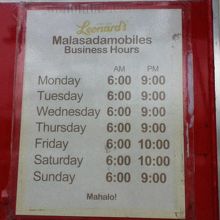 Leonard's
Malasadamobiles
Business Hours
AM PM
Monday 6:00 9:00
Tuesday 6:00 9:00
Wednesday 6:00 9:00
Thursday 6:00 9:00
Friday 6:00 10:00
Saturday 6:00 10:00
Sunday 6:00 9:00
Mahalo!